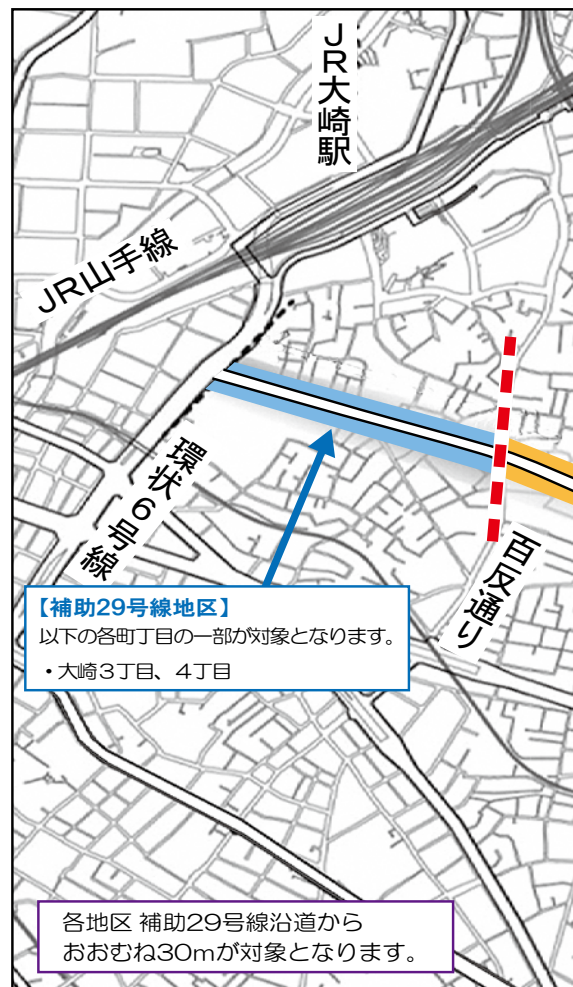 JR大崎駅
JR山手線
環状6号線
百反通り
【補助29号線地区】
以下の各町丁目の一部が対象となります。
・大崎3丁目、4丁目
各地区 補助29号線沿道から
おおむね30mが対象となります。